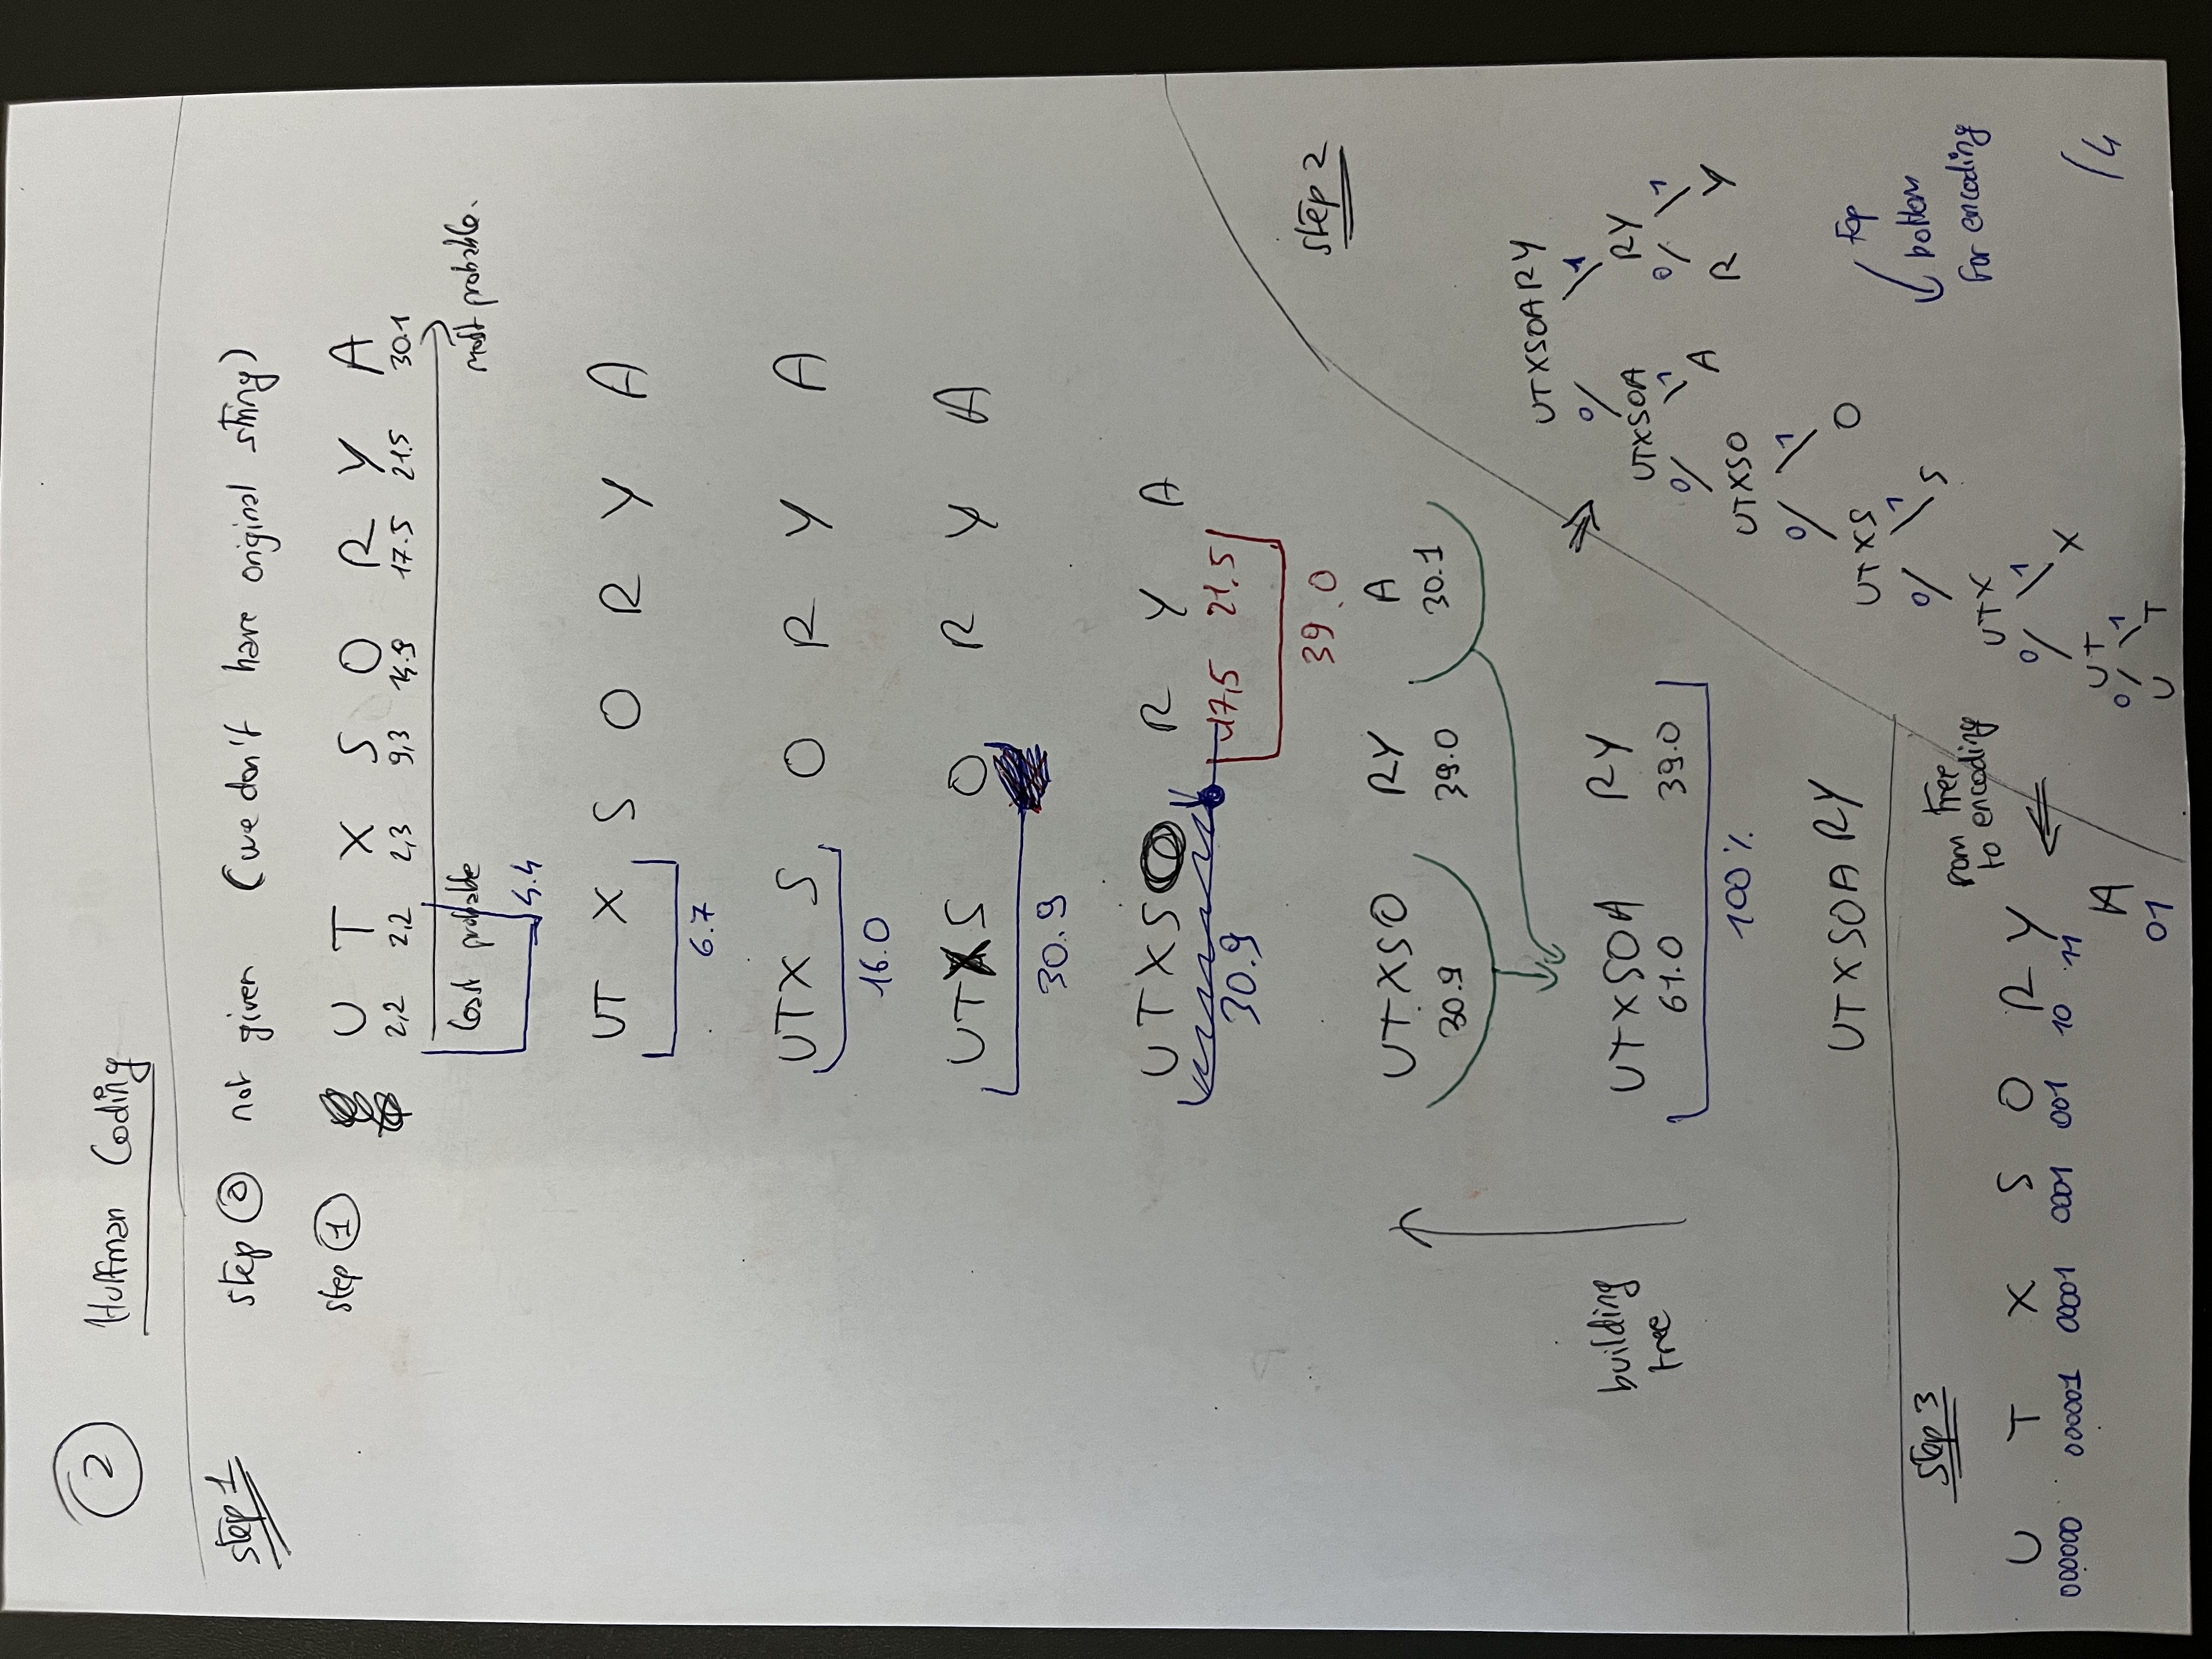 2 Huffman Coding
step 1
step 0 not given (we don't have original string)
step 1 U T X S O R Y A
2,2 2,2 2,3 9,3 14.9 17.5 21.5 30.1
least probable most probable.
4.4
UT X S O R Y A
6.7
UTX S O R Y A
16.0
UTXS O R Y A
30.9
UTXSO R Y A
30.9 17,5 21.5
39.0
step 2
UTXSO RY A
30.9 39.0 30.1
building
tree
UTXSOA RY
61.0 39.0
100%
UTXSOARY
UTXSOARY
0 1
UTXSOA RY
0 1 0 1
A R Y
UTXSO
0 1
UTXS O
0 1
S
UTX
0 1
UT X
0 1
U T
top
bottom
for encoding
Step 3
from tree
to encoding
U T X S O R Y
000000 000001 00001 0001 001 10 11
A
01
/4